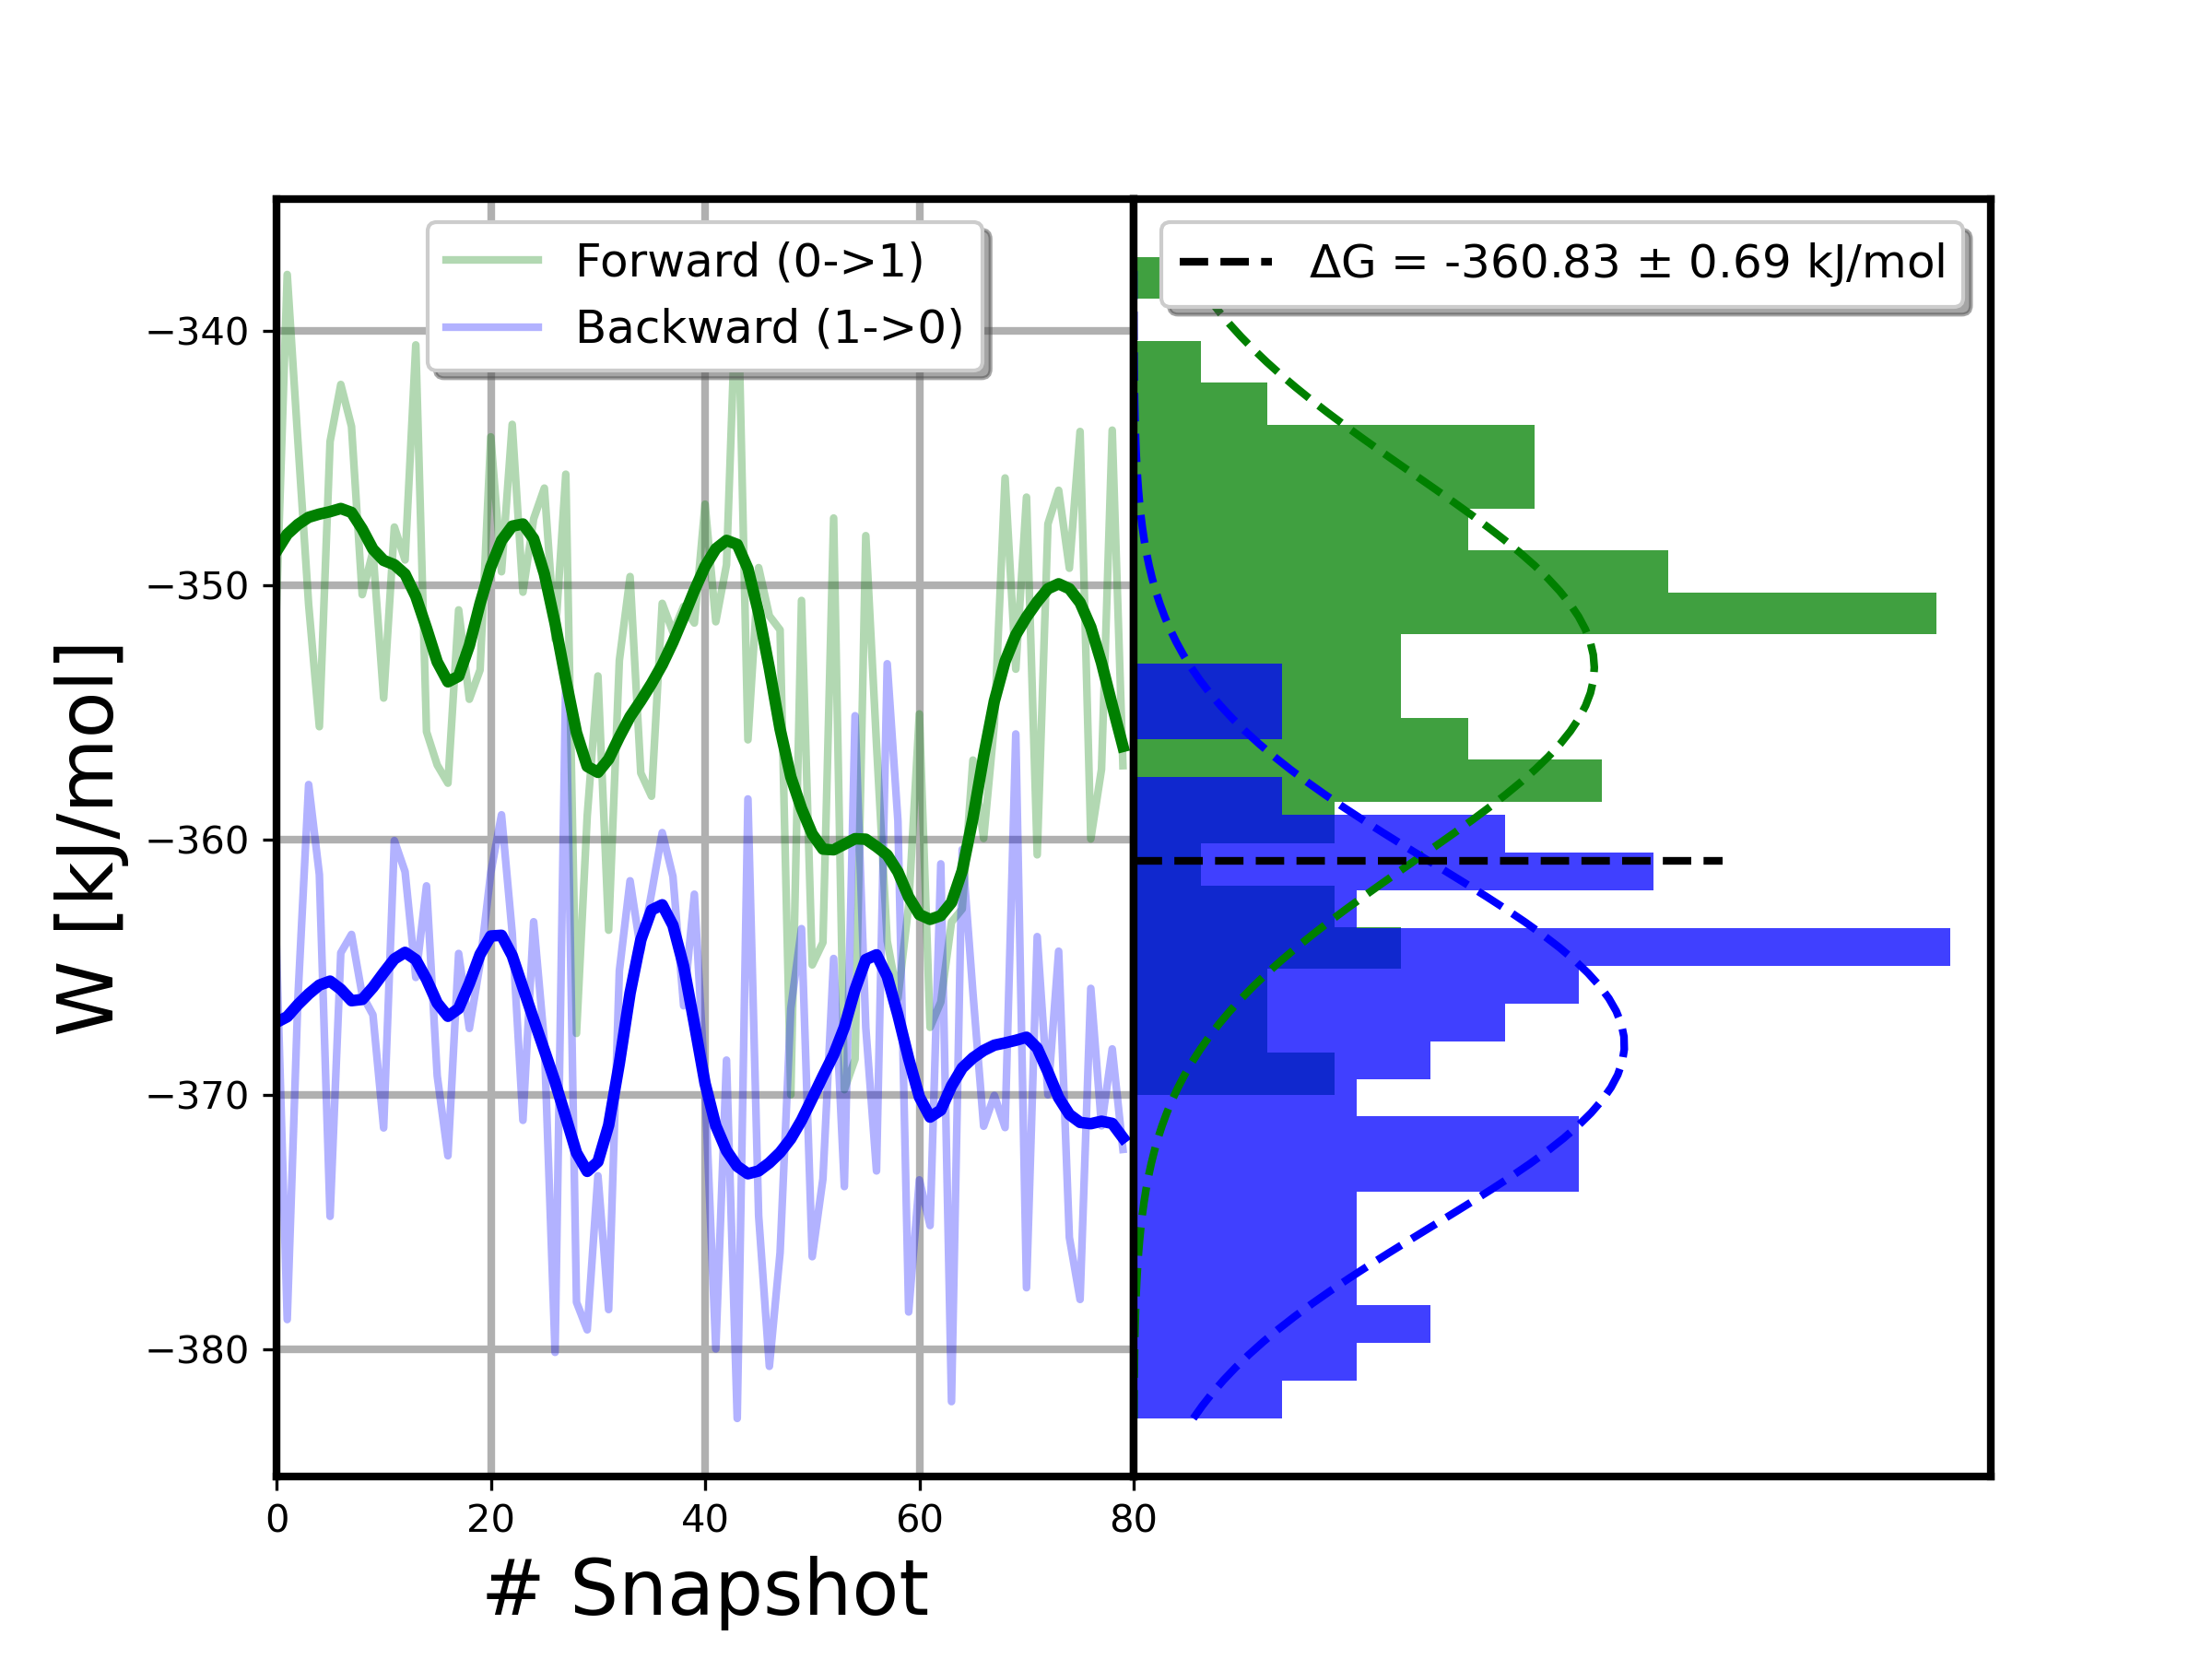 Forward (0->1)
Backward (1->0)
ΔG = -360.83 ± 0.69 kJ/mol
−340
−350
−360
−370
−380
W [kJ/mol]
0 20 40 60 80
# Snapshot